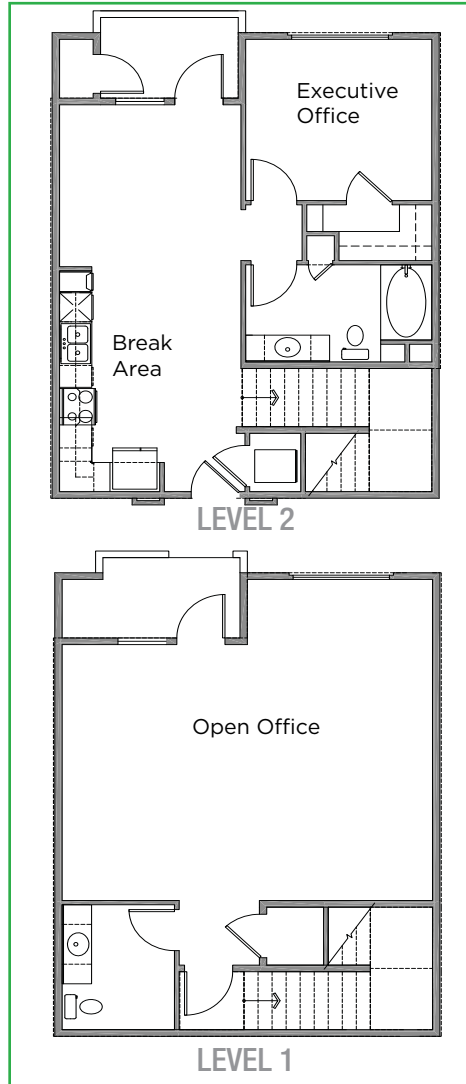 Executive
Office
Break
Area
LEVEL 2
Open Office
LEVEL 1